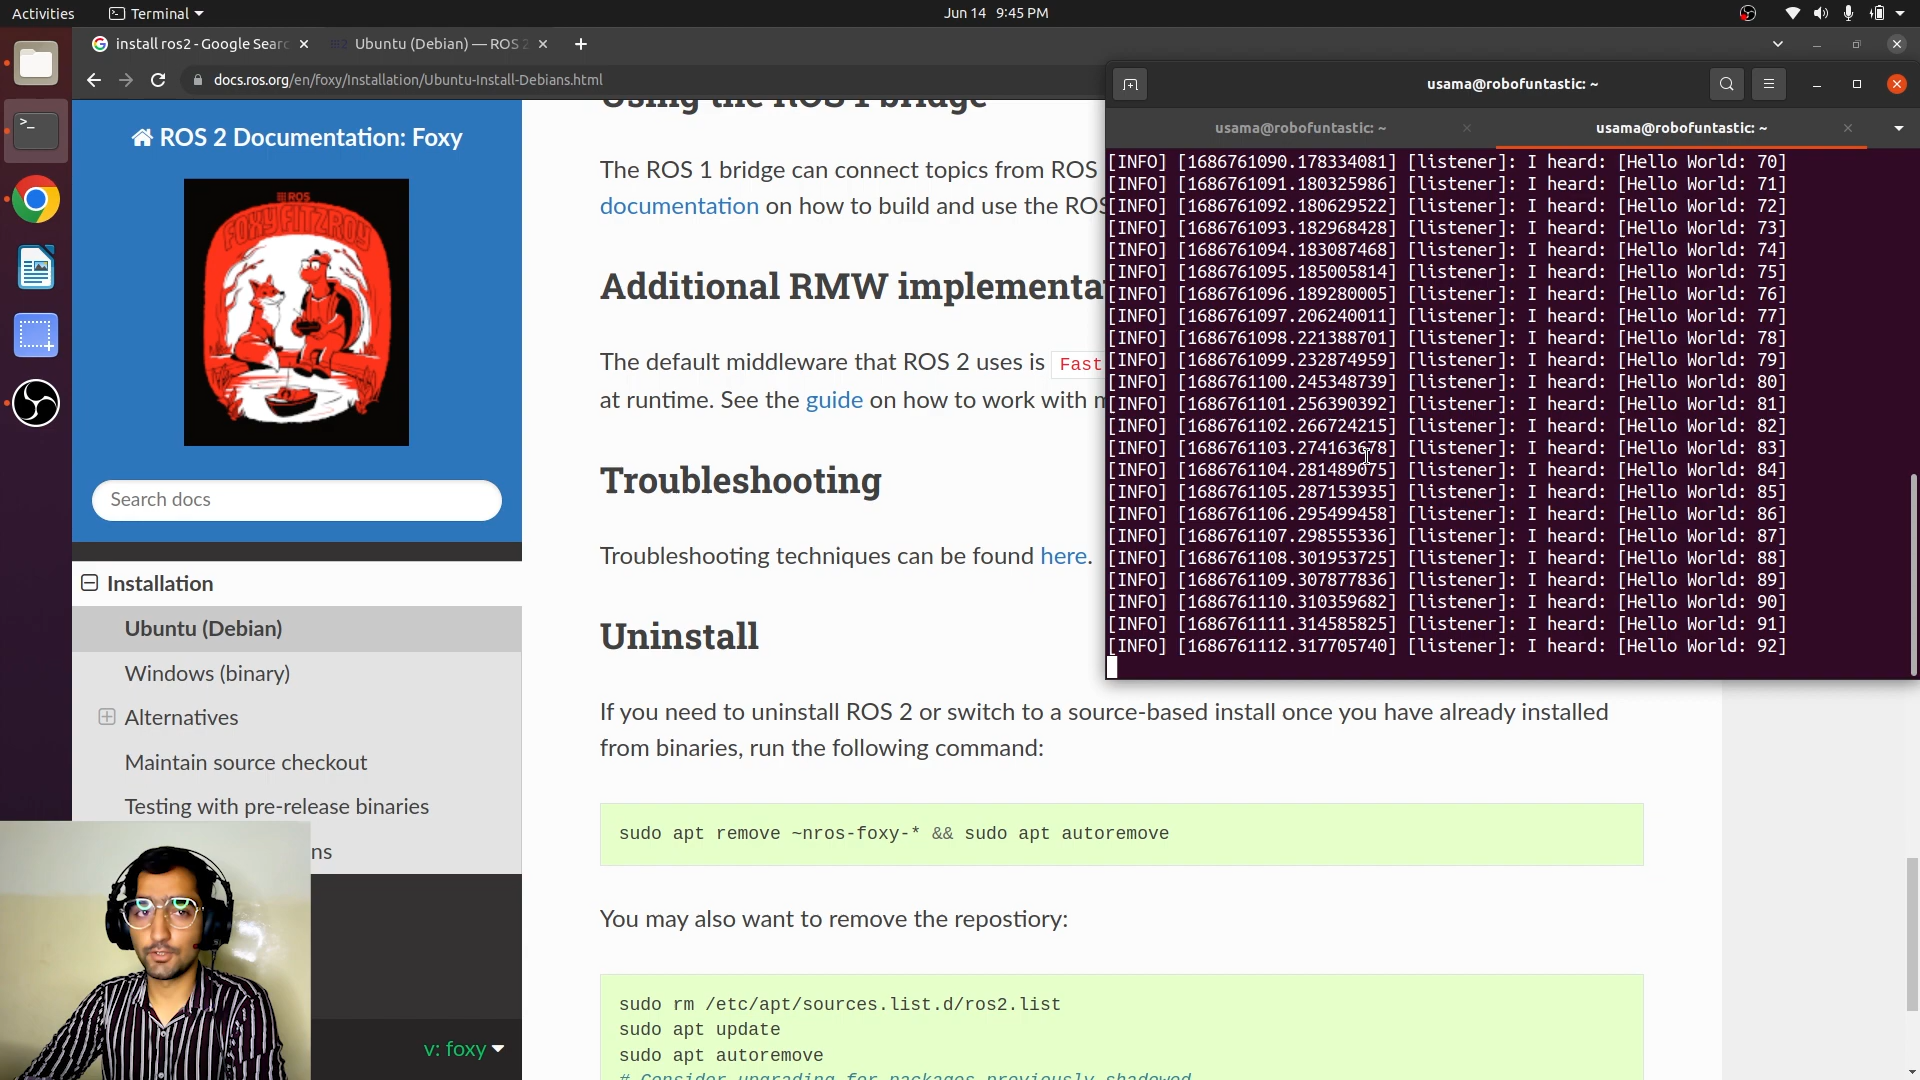 Activities
Terminal
Jun 14 9:45 PM
install ros2 - Google Sear
Ubuntu (Debian) — ROS 2
docs.ros.org/en/foxy/Installation/Ubuntu-Install-Debians.html
ROS 2 Documentation: Foxy
ROS
FOXY FITZROY
Search docs
Installation
Ubuntu (Debian)
Windows (binary)
Alternatives
Maintain source checkout
Testing with pre-release binaries
ns
v: foxy
Using the ROS 1 bridge
The ROS 1 bridge can connect topics from ROS
documentation on how to build and use the ROS
Additional RMW implementa
The default middleware that ROS 2 uses is Fast
at runtime. See the guide on how to work with m
Troubleshooting
Troubleshooting techniques can be found here.
Uninstall
If you need to uninstall ROS 2 or switch to a source-based install once you have already installed
from binaries, run the following command:
sudo apt remove ~nros-foxy-* && sudo apt autoremove
You may also want to remove the repostiory:
sudo rm /etc/apt/sources.list.d/ros2.list
sudo apt update
sudo apt autoremove
# Consider upgrading for packages previously shadowed
usama@robofuntastic: ~
usama@robofuntastic: ~
usama@robofuntastic: ~
[INFO] [1686761090.178334081] [listener]: I heard: [Hello World: 70]
[INFO] [1686761091.180325986] [listener]: I heard: [Hello World: 71]
[INFO] [1686761092.180629522] [listener]: I heard: [Hello World: 72]
[INFO] [1686761093.182968428] [listener]: I heard: [Hello World: 73]
[INFO] [1686761094.183087468] [listener]: I heard: [Hello World: 74]
[INFO] [1686761095.185005814] [listener]: I heard: [Hello World: 75]
[INFO] [1686761096.189280005] [listener]: I heard: [Hello World: 76]
[INFO] [1686761097.206240011] [listener]: I heard: [Hello World: 77]
[INFO] [1686761098.221388701] [listener]: I heard: [Hello World: 78]
[INFO] [1686761099.232874959] [listener]: I heard: [Hello World: 79]
[INFO] [1686761100.245348739] [listener]: I heard: [Hello World: 80]
[INFO] [1686761101.256390392] [listener]: I heard: [Hello World: 81]
[INFO] [1686761102.266724215] [listener]: I heard: [Hello World: 82]
[INFO] [1686761103.274163678] [listener]: I heard: [Hello World: 83]
[INFO] [1686761104.281489075] [listener]: I heard: [Hello World: 84]
[INFO] [1686761105.287153935] [listener]: I heard: [Hello World: 85]
[INFO] [1686761106.295499458] [listener]: I heard: [Hello World: 86]
[INFO] [1686761107.298555336] [listener]: I heard: [Hello World: 87]
[INFO] [1686761108.301953725] [listener]: I heard: [Hello World: 88]
[INFO] [1686761109.307877836] [listener]: I heard: [Hello World: 89]
[INFO] [1686761110.310359682] [listener]: I heard: [Hello World: 90]
[INFO] [1686761111.314585825] [listener]: I heard: [Hello World: 91]
[INFO] [1686761112.317705740] [listener]: I heard: [Hello World: 92]